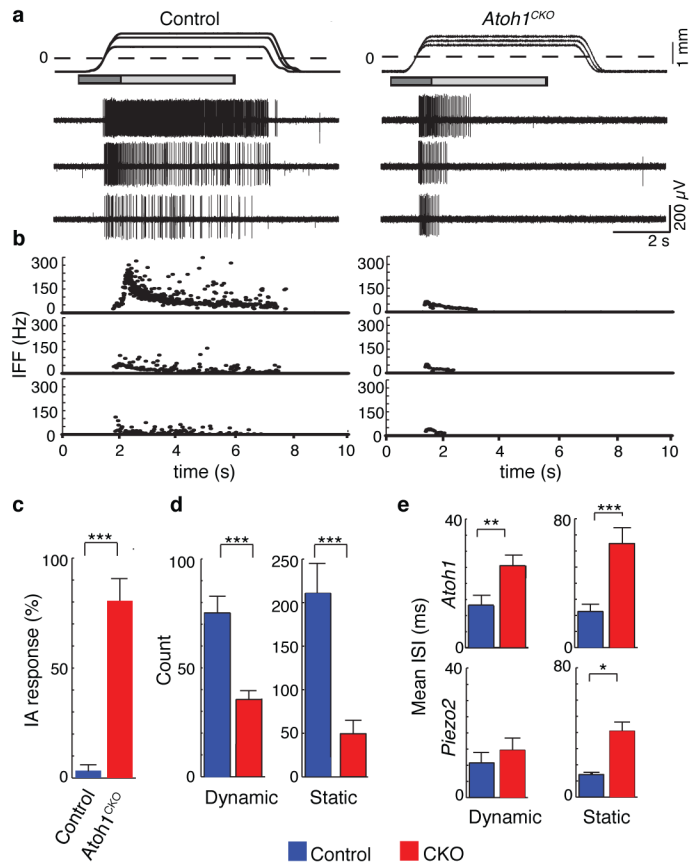 a
Control
Atoh1CKO
0
0
1 mm
200 μV
2 s
b
300
150
0
300
150
0
300
150
0
IFF (Hz)
300
150
0
300
150
0
300
150
0
0 2 4 6 8 10
0 2 4 6 8 10
time (s)
time (s)
c
d
e
***
***
***
**
***
100
50
0
IA response (%)
Control
Atoh1CKO
100
50
0
Count
Dynamic
250
200
150
100
50
0
Static
40
0
Atoh1
80
40
0
Mean ISI (ms)
40
20
0
Piezo2
Dynamic
*
80
40
0
Static
Control
CKO